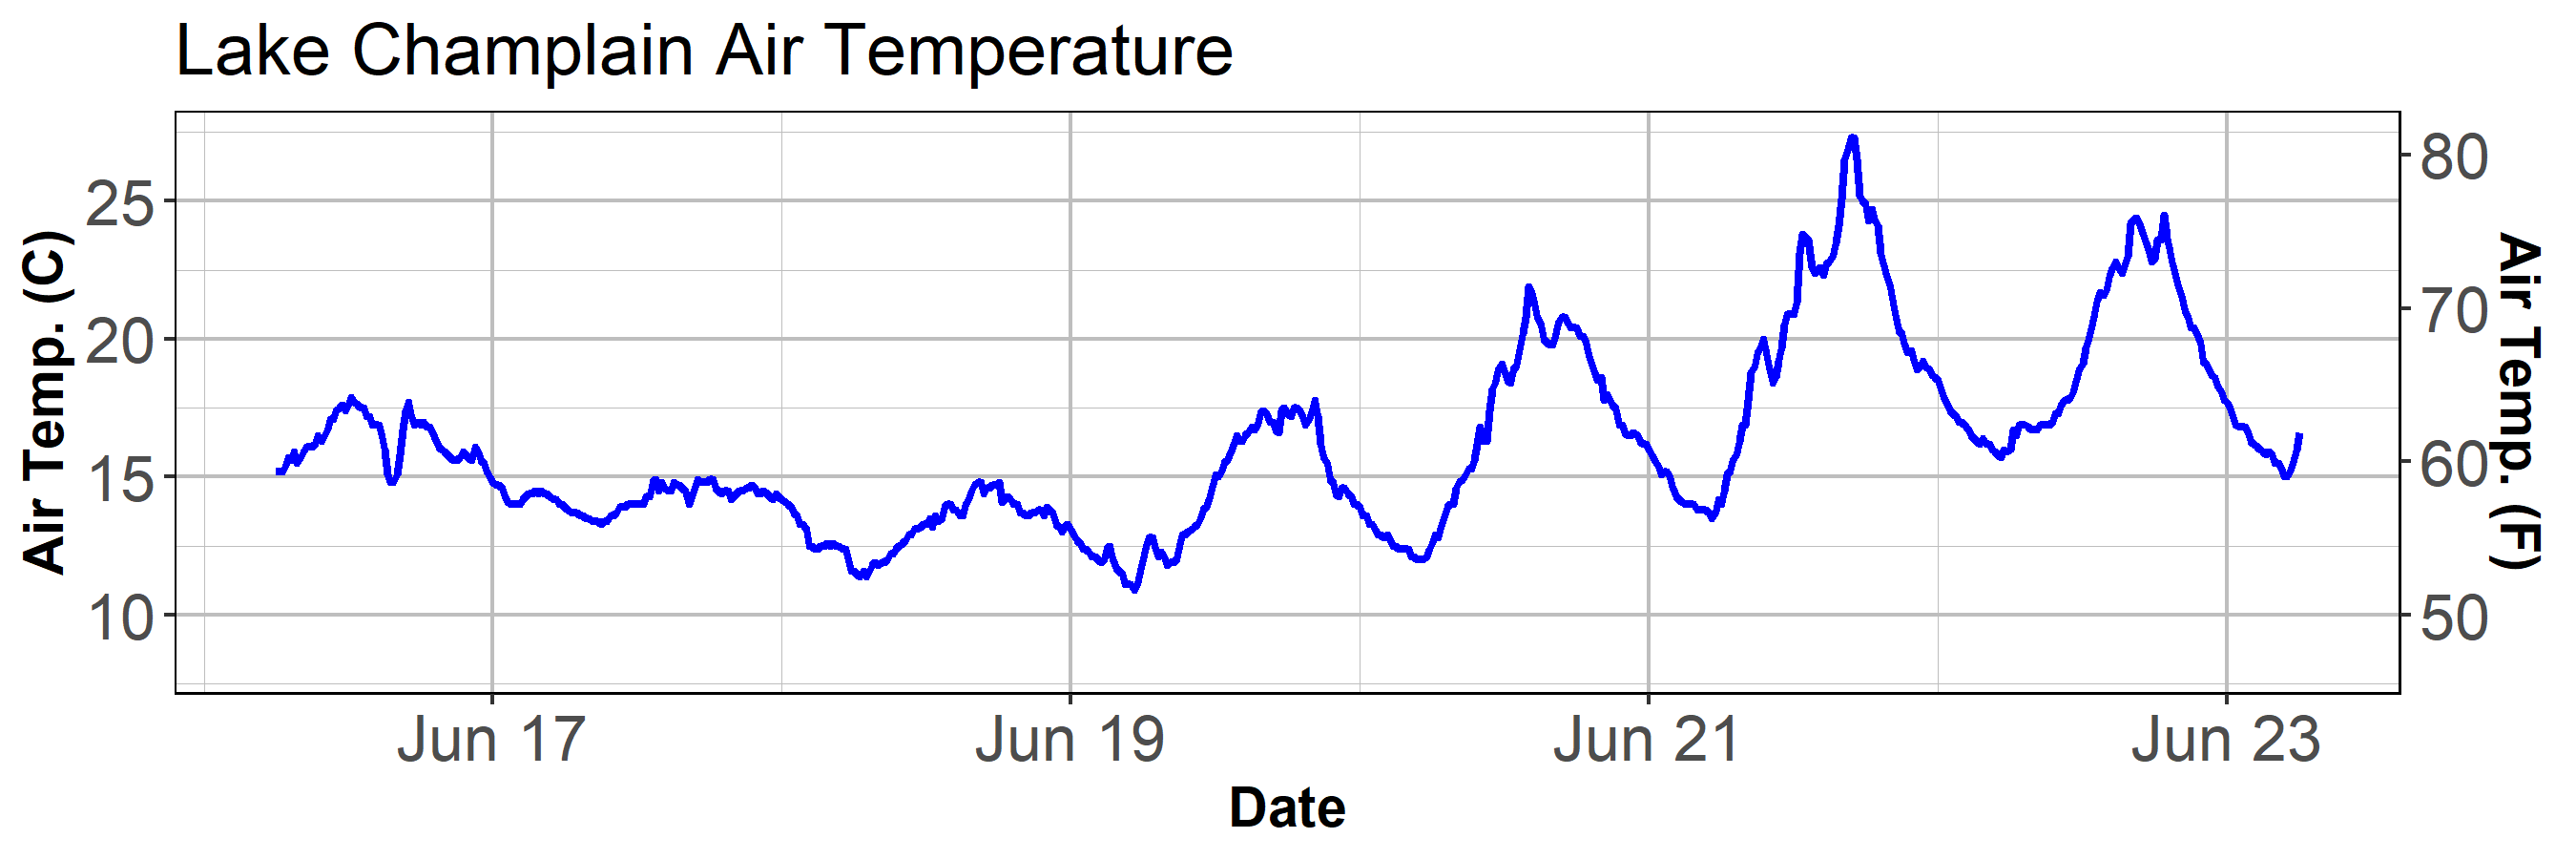 Lake Champlain Air Temperature
Air Temp. (C)
25
20
15
10
80
70
60
50
Air Temp. (F)
Jun 17 Jun 19 Jun 21 Jun 23
Date